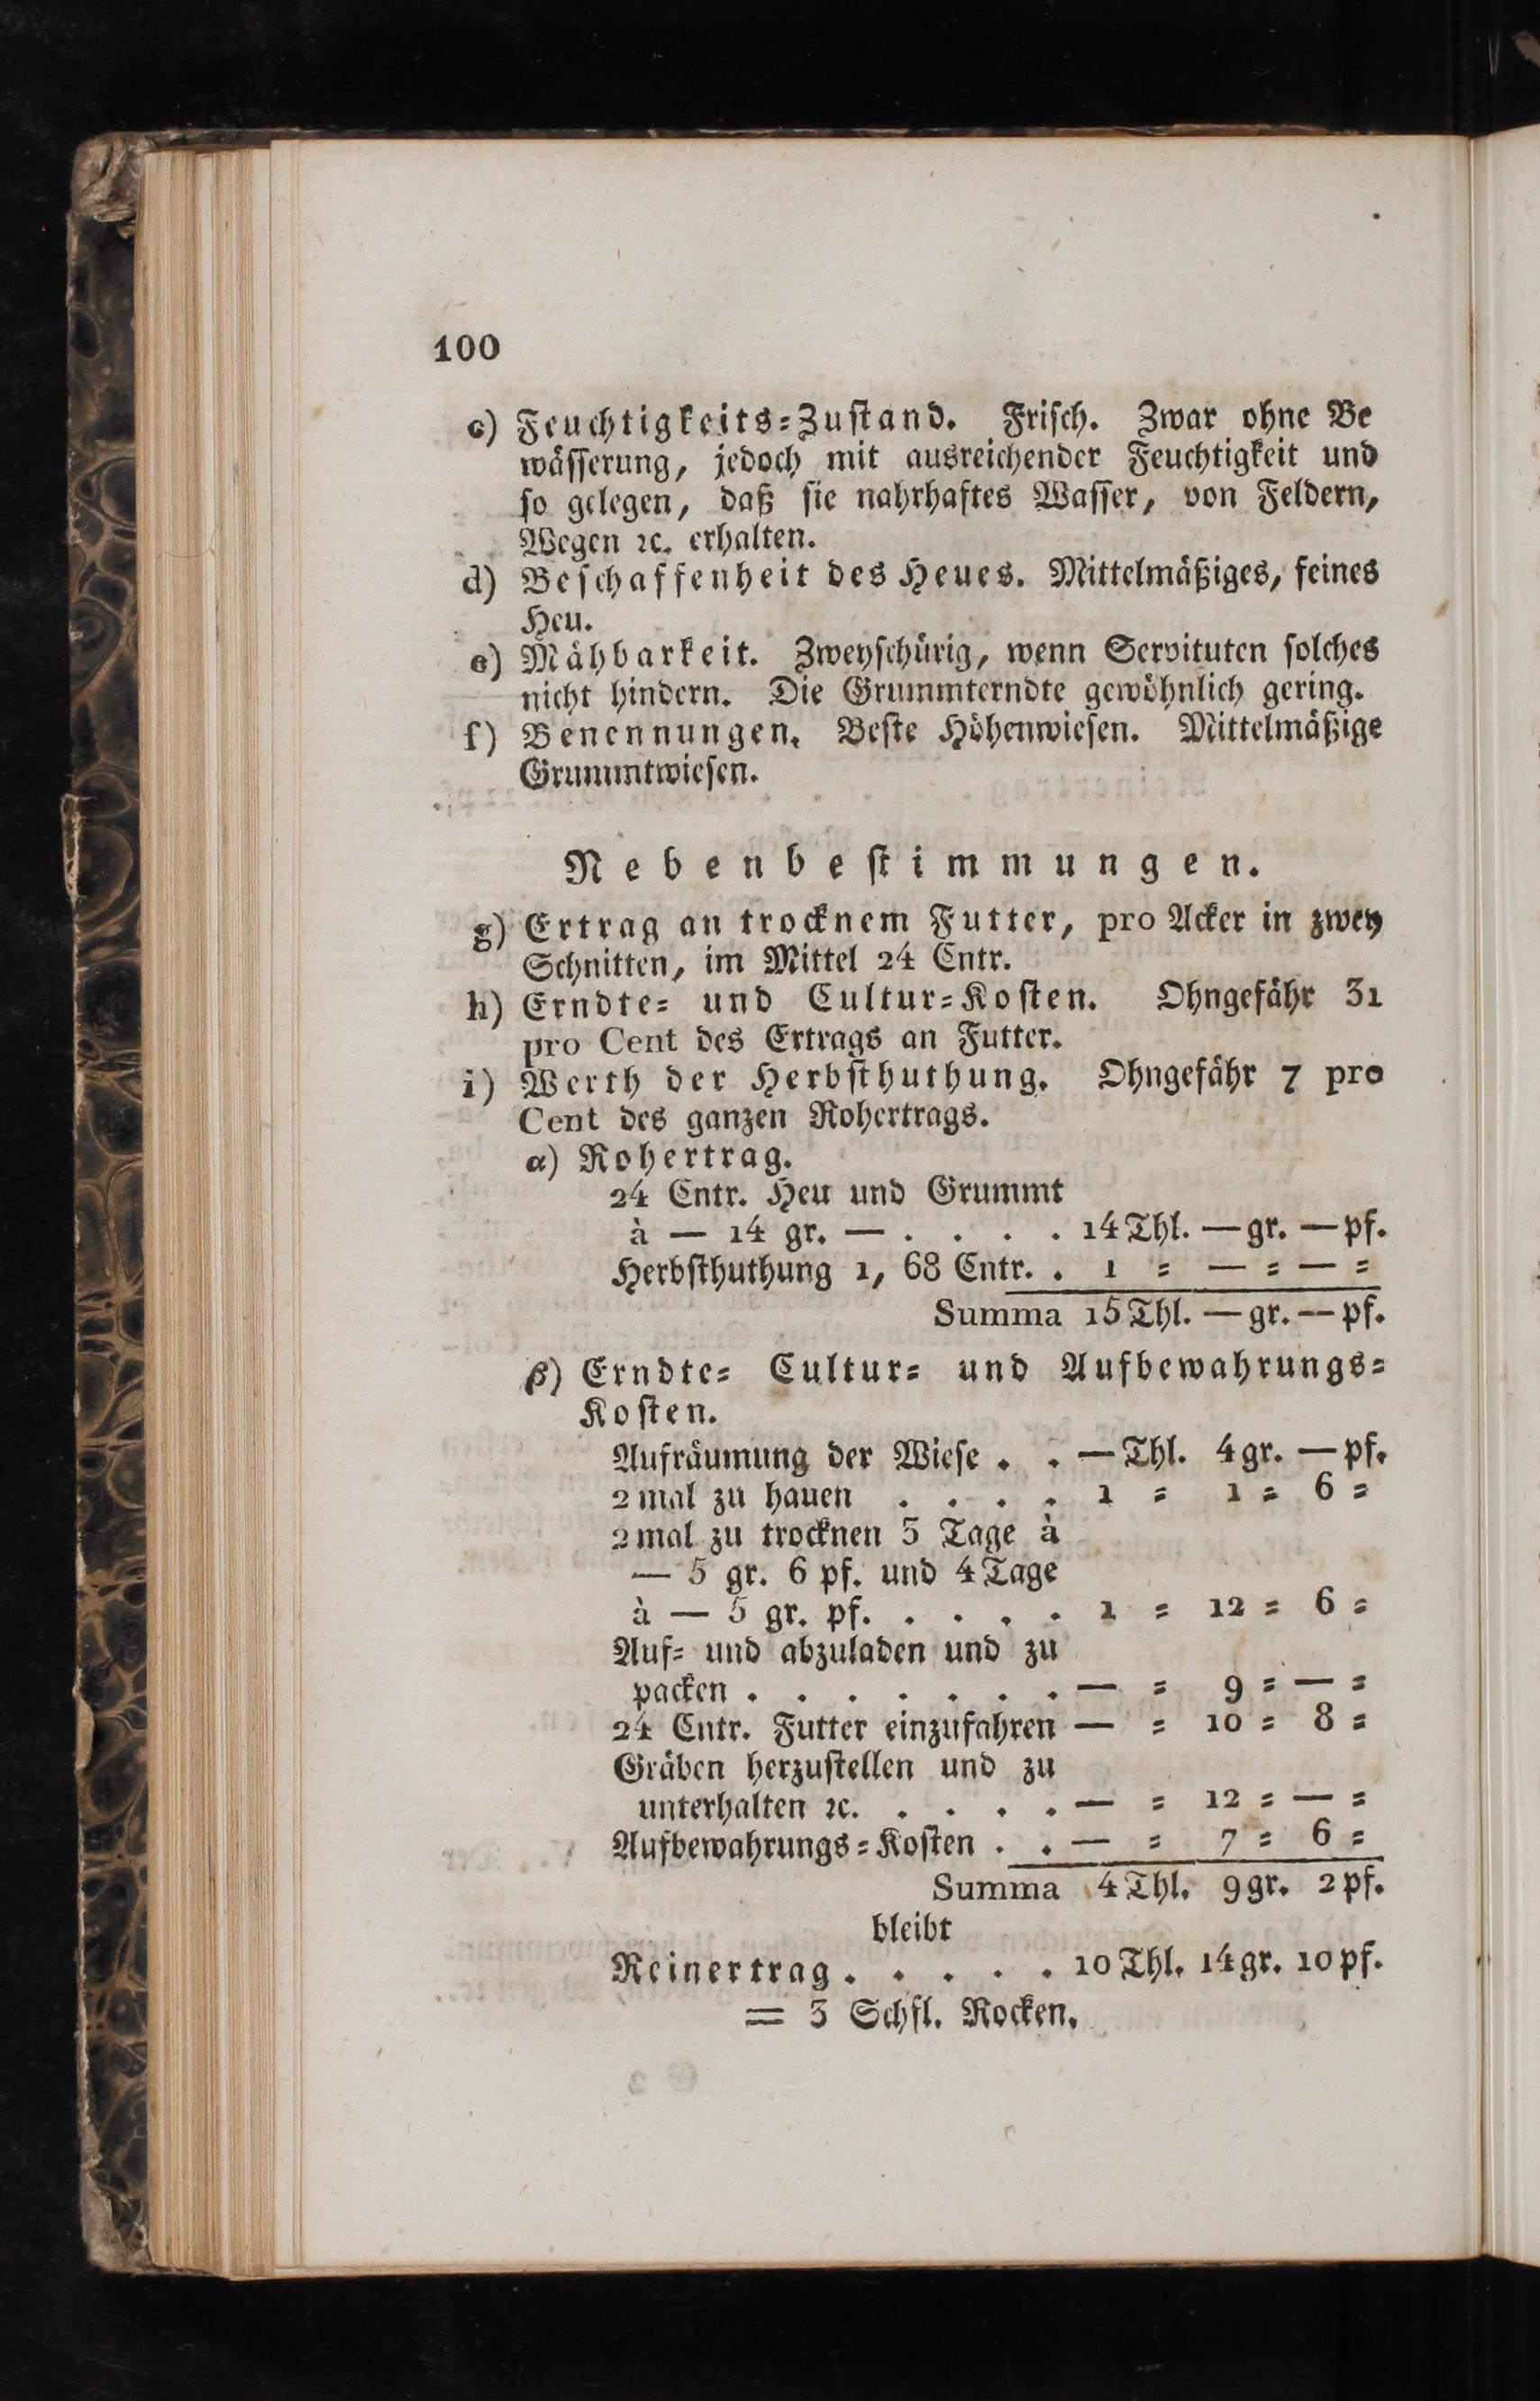 100
c) Feuchtigkeits-Zustand. Frisch. Zwar ohne Be
wässerung, jedoch mit ausreichender Feuchtigkeit und
so gelegen, daß sie nahrhaftes Wasser, von Feldern,
Wegen ꝛc. erhalten.
d) Beschaffenheit des Heues. Mittelmäßiges, feines
Heu.
e) Mähbarkeit. Zweyschürig, wenn Servituten solches
nicht hindern. Die Grummterndte gewöhnlich gering.
f) Benennungen. Beste Höhenwiesen. Mittelmäßige
Grummtwiesen.
Nebenbestimmungen.
g) Ertrag an trocknem Futter, pro Acker in zwey
Schnitten, im Mittel 24 Cntr.
h) Erndte- und Cultur-Kosten. Ohngefähr 31
pro Cent des Ertrags an Futter.
i) Werth der Herbsthuthung. Ohngefähr 7 pro
Cent des ganzen Rohertrags.
α) Rohertrag.
24 Cntr. Heu und Grummt
à — 14 gr. — . . . . 14 Thl. — gr. — pf.
Herbsthuthung 1, 68 Cntr. . 1 = — = — =
Summa 15 Thl. — gr. — pf.
β) Erndte- Cultur- und Aufbewahrungs-
Kosten.
Aufräumung der Wiese . . — Thl. 4 gr. — pf.
2 mal zu hauen . . . . 1 = 1 = 6 =
2 mal zu trocknen 3 Tage à
— 5 gr. 6 pf. und 4 Tage
à — 5 gr. pf. . . . . 1 = 12 = 6 =
Auf- und abzuladen und zu
packen . . . . . . . — = 9 = — =
24 Cntr. Futter einzufahren — = 10 = 8 =
Gräben herzustellen und zu
unterhalten ꝛc. . . . . — = 12 = — =
Aufbewahrungs-Kosten . . — = 7 = 6 =
Summa 4 Thl. 9 gr. 2 pf.
bleibt
Reinertrag . . . . . 10 Thl. 14 gr. 10 pf.
= 3 Schfl. Rocken.